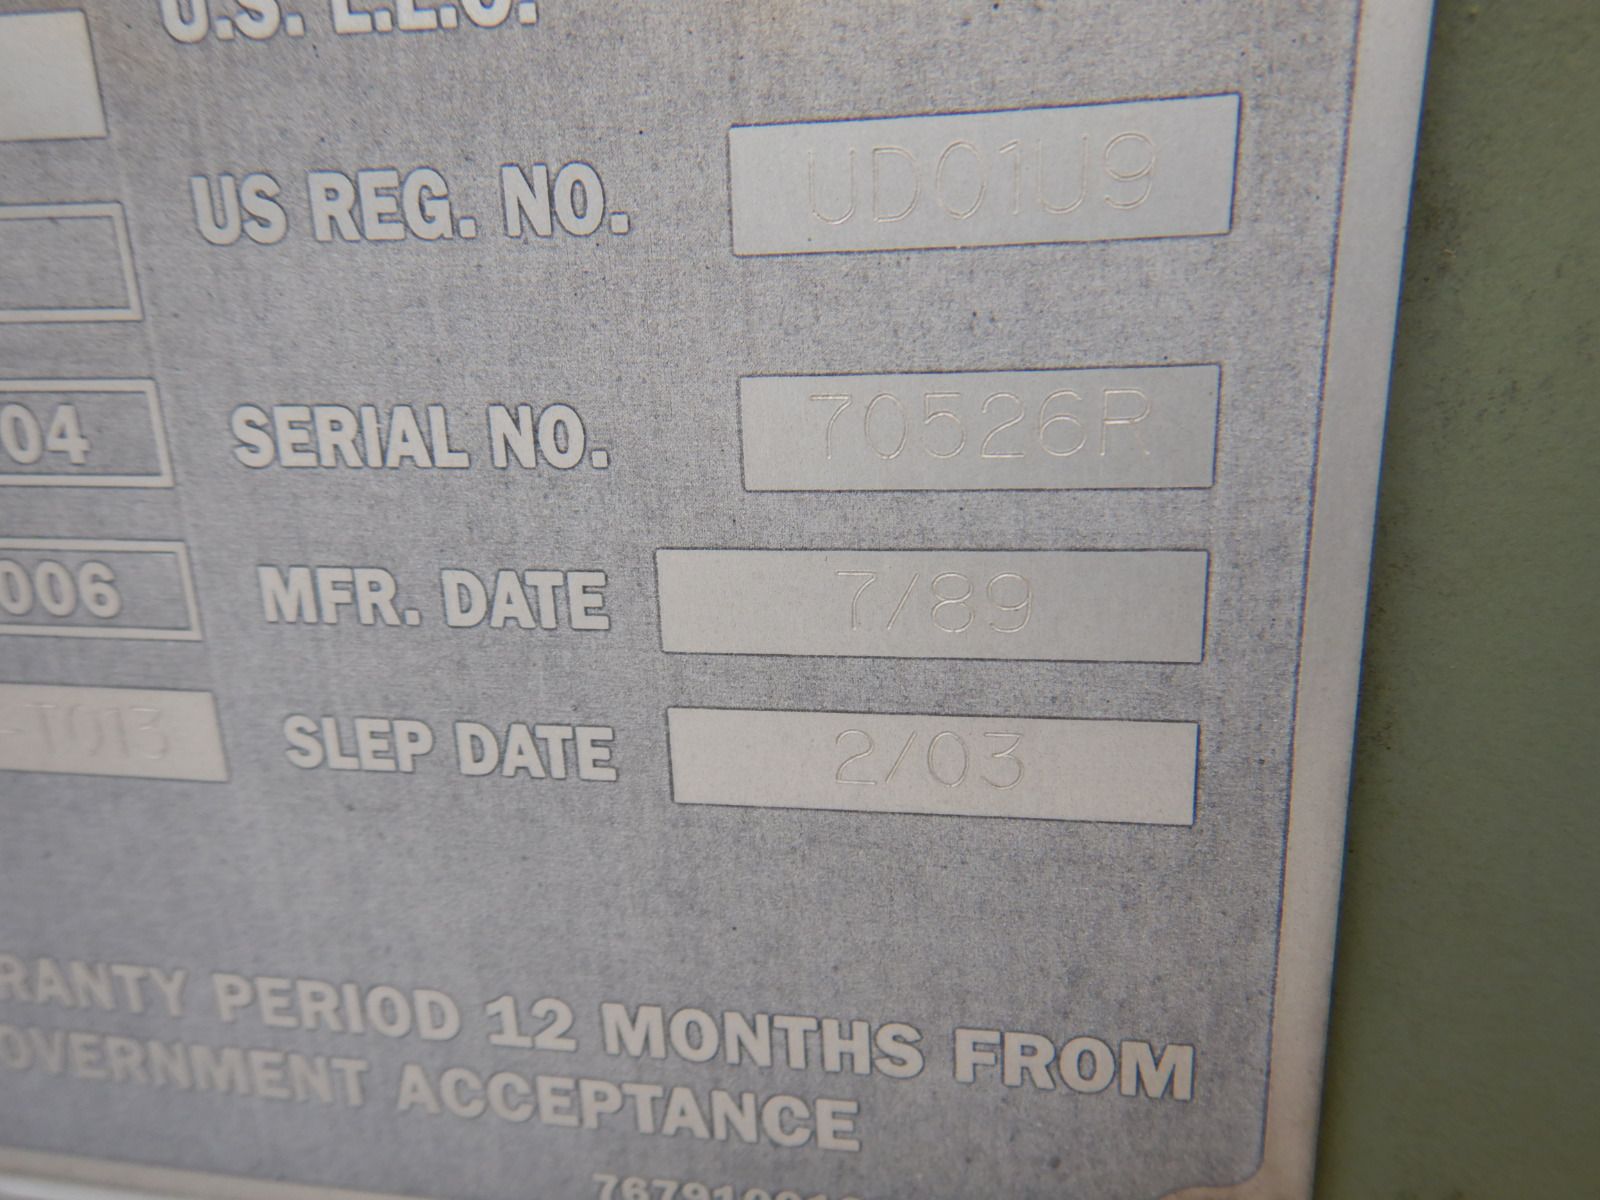 U.S. L.L.C.
US REG. NO. UD01U9
04 SERIAL NO. 70526R
006 MFR. DATE 7/89
-T013 SLEP DATE 2/03
RANTY PERIOD 12 MONTHS FROM
OVERNMENT ACCEPTANCE